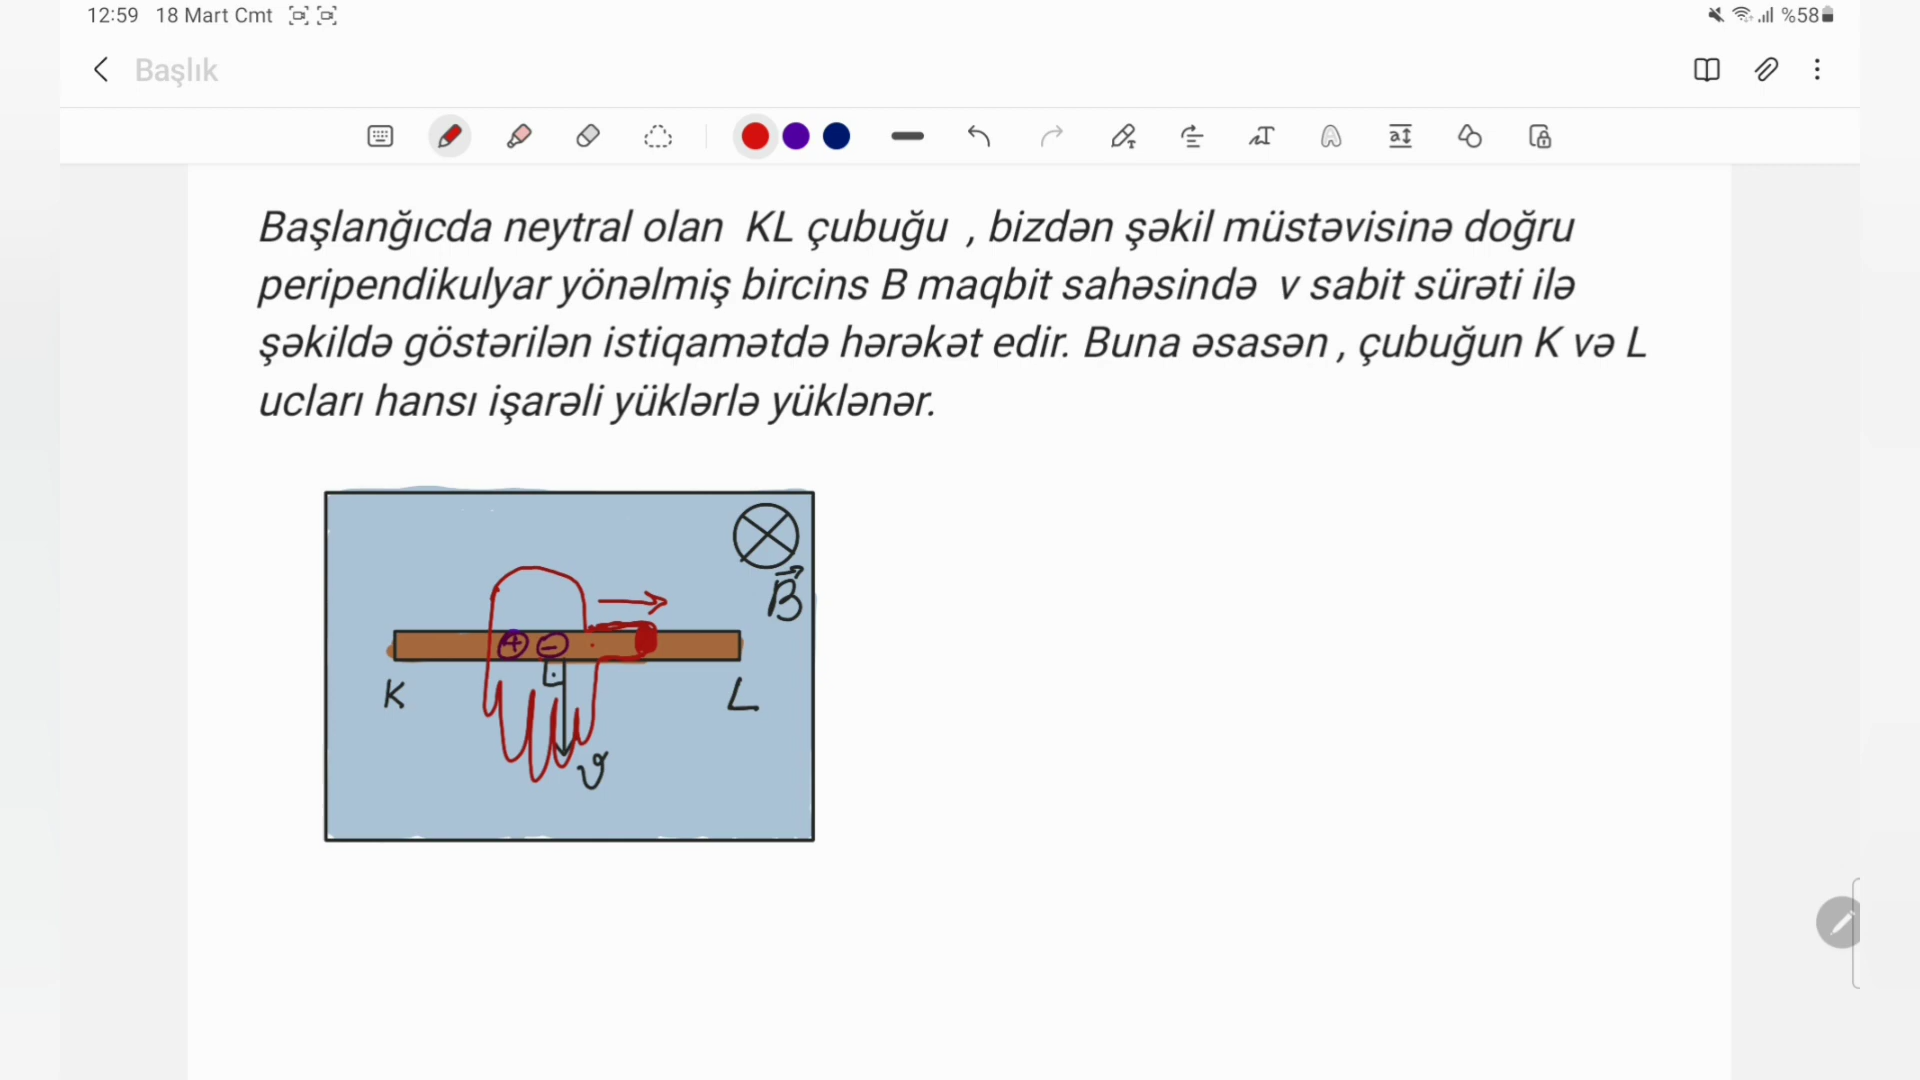 12:59 18 Mart Cmt %58
Başlık
Başlanğıcda neytral olan KL çubuğu , bizdən şəkil müstəvisinə doğru
peripendikulyar yönəlmiş bircins B maqbit sahəsində v sabit sürəti ilə
şəkildə göstərilən istiqamətdə hərəkət edir. Buna əsasən , çubuğun K və L
ucları hansı işarəli yüklərlə yüklənər.
B
+ −
K L
v